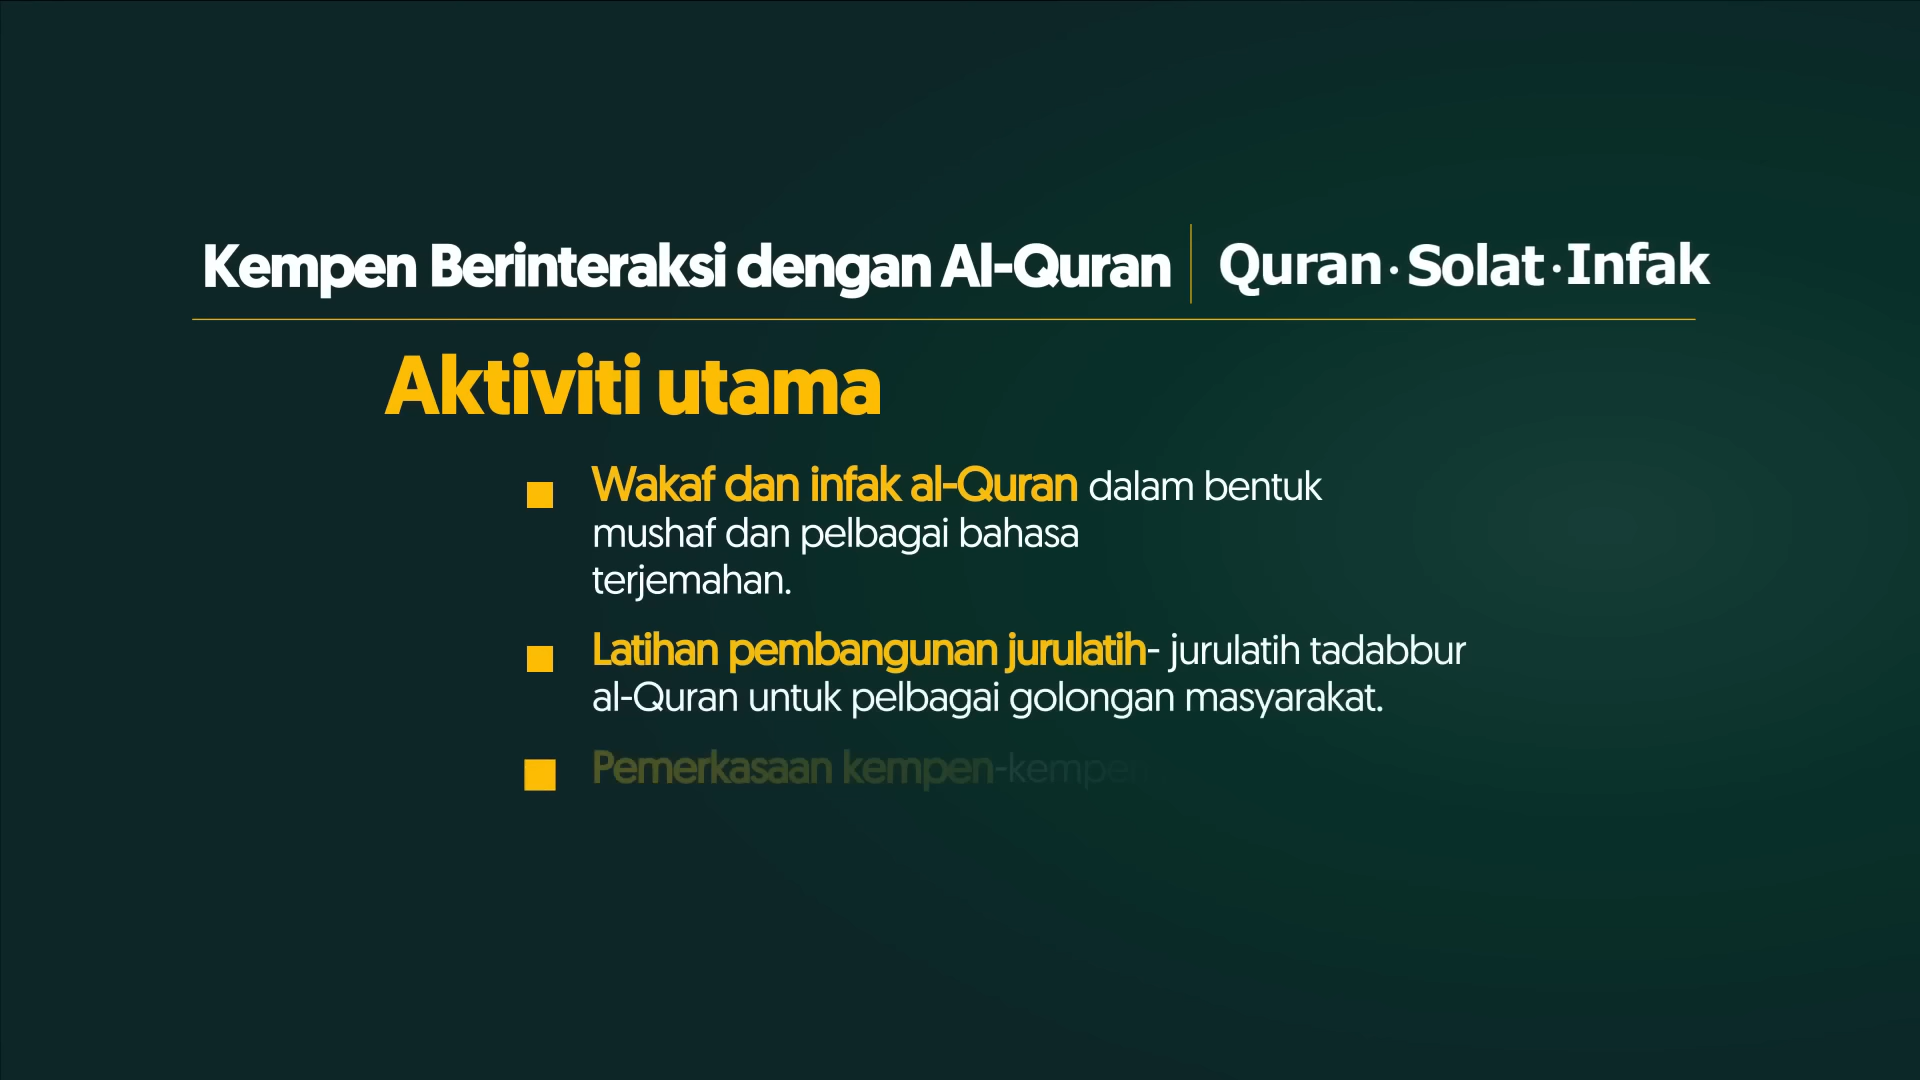 Kempen Berinteraksi dengan Al-Quran Quran · Solat · Infak
Aktiviti utama
Wakaf dan infak al-Quran dalam bentuk
mushaf dan pelbagai bahasa
terjemahan.
Latihan pembangunan jurulatih- jurulatih tadabbur
al-Quran untuk pelbagai golongan masyarakat.
Pemerkasaan kempen-kempen